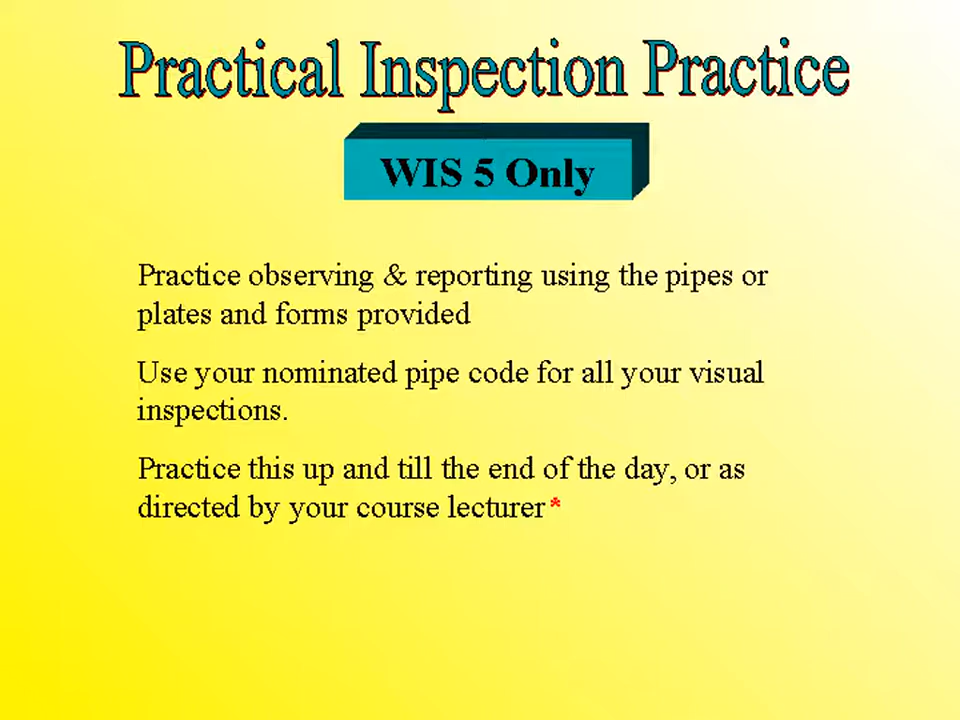 Practical Inspection Practice
WIS 5 Only
Practice observing & reporting using the pipes or
plates and forms provided
Use your nominated pipe code for all your visual
inspections.
Practice this up and till the end of the day, or as
directed by your course lecturer*